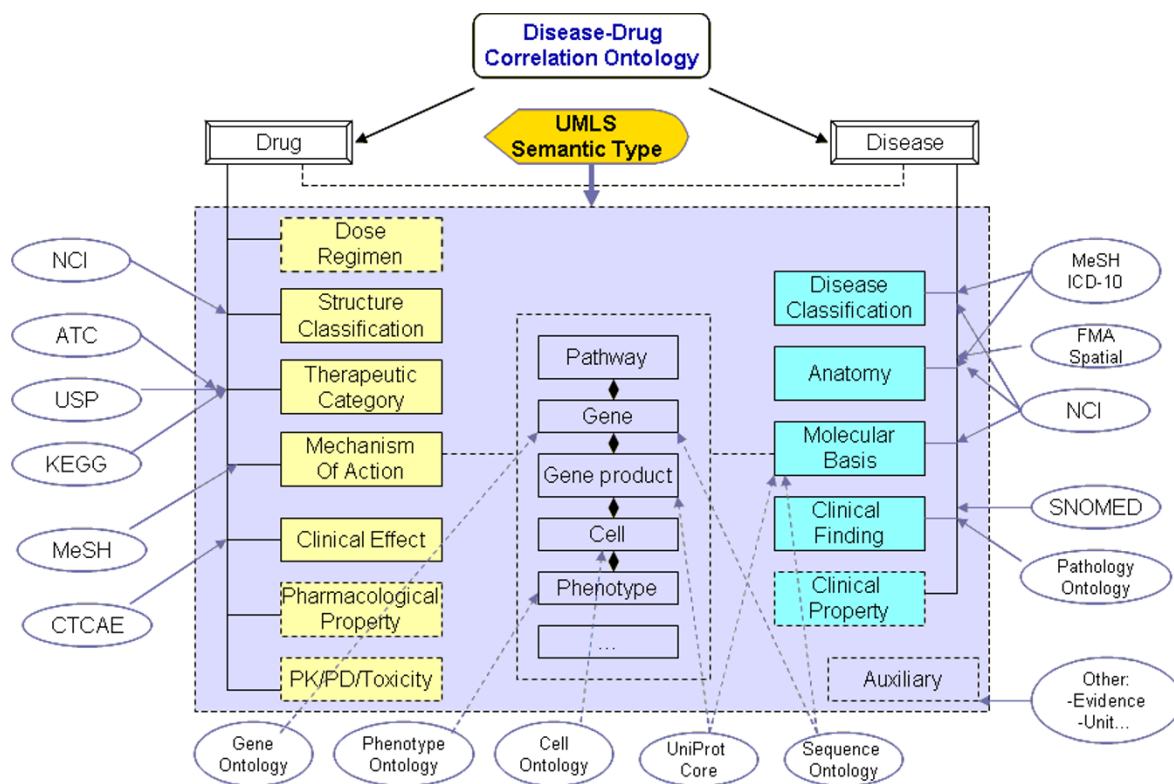 Disease-Drug
Correlation Ontology
UMLS
Semantic Type
Drug
Disease
Dose
Regimen
Structure
Classification
Therapeutic
Category
Mechanism
Of Action
Clinical Effect
Pharmacological
Property
PK/PD/Toxicity
NCI
ATC
USP
KEGG
MeSH
CTCAE
Pathway
Gene
Gene product
Cell
Phenotype
...
Disease
Classification
Anatomy
Molecular
Basis
Clinical
Finding
Clinical
Property
Auxiliary
MeSH
ICD-10
FMA
Spatial
NCI
SNOMED
Pathology
Ontology
Other:
-Evidence
-Unit...
Gene
Ontology
Phenotype
Ontology
Cell
Ontology
UniProt
Core
Sequence
Ontology